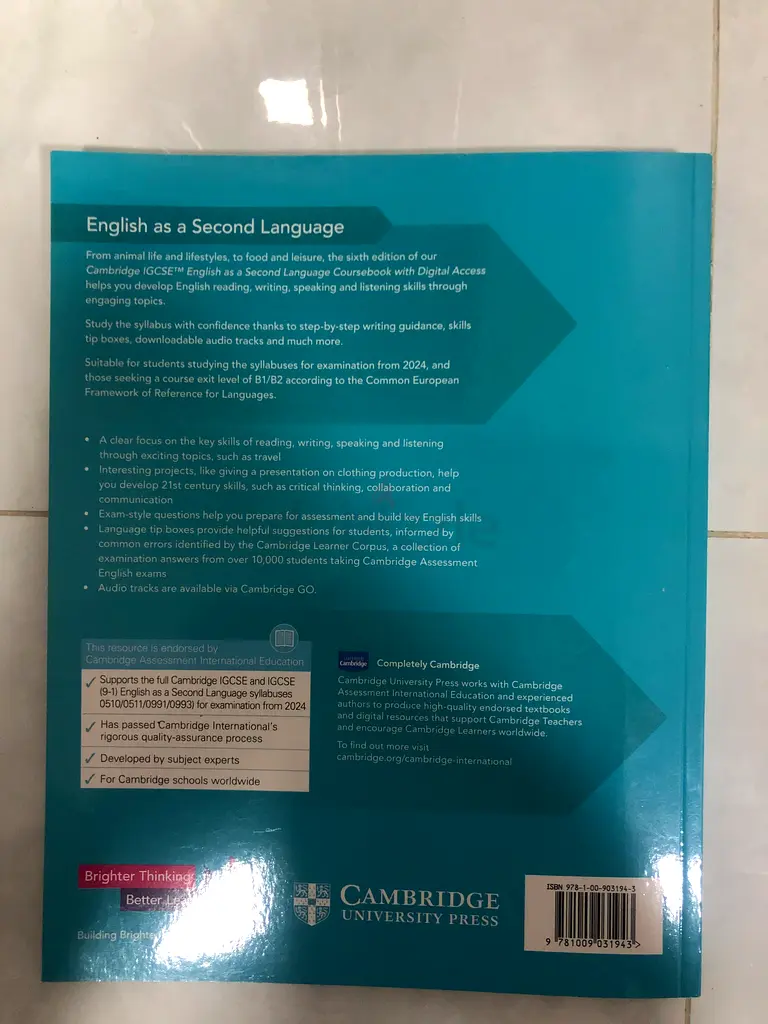 English as a Second Language
From animal life and lifestyles, to food and leisure, the sixth edition of our
Cambridge IGCSE™ English as a Second Language Coursebook with Digital Access
helps you develop English reading, writing, speaking and listening skills through
engaging topics.
Study the syllabus with confidence thanks to step-by-step writing guidance, skills
tip boxes, downloadable audio tracks and much more.
Suitable for students studying the syllabuses for examination from 2024, and
those seeking a course exit level of B1/B2 according to the Common European
Framework of Reference for Languages.
• A clear focus on the key skills of reading, writing, speaking and listening
through exciting topics, such as travel
• Interesting projects, like giving a presentation on clothing production, help
you develop 21st century skills, such as critical thinking, collaboration and
communication
• Exam-style questions help you prepare for assessment and build key English skills
• Language tip boxes provide helpful suggestions for students, informed by
common errors identified by the Cambridge Learner Corpus, a collection of
examination answers from over 10,000 students taking Cambridge Assessment
English exams
• Audio tracks are available via Cambridge GO.
This resource is endorsed by
Cambridge Assessment International Education
✓ Supports the full Cambridge IGCSE and IGCSE
(9-1) English as a Second Language syllabuses
0510/0511/0991/0993) for examination from 2024
✓ Has passed Cambridge International's
rigorous quality-assurance process
✓ Developed by subject experts
✓ For Cambridge schools worldwide
Cambridge
Completely Cambridge
Cambridge University Press works with Cambridge
Assessment International Education and experienced
authors to produce high-quality endorsed textbooks
and digital resources that support Cambridge Teachers
and encourage Cambridge Learners worldwide.
To find out more visit
cambridge.org/cambridge-international
Brighter Thinking
Better
Building
CAMBRIDGE
UNIVERSITY PRESS
ISBN 978-1-00-903194-3
9 781009 031943 >